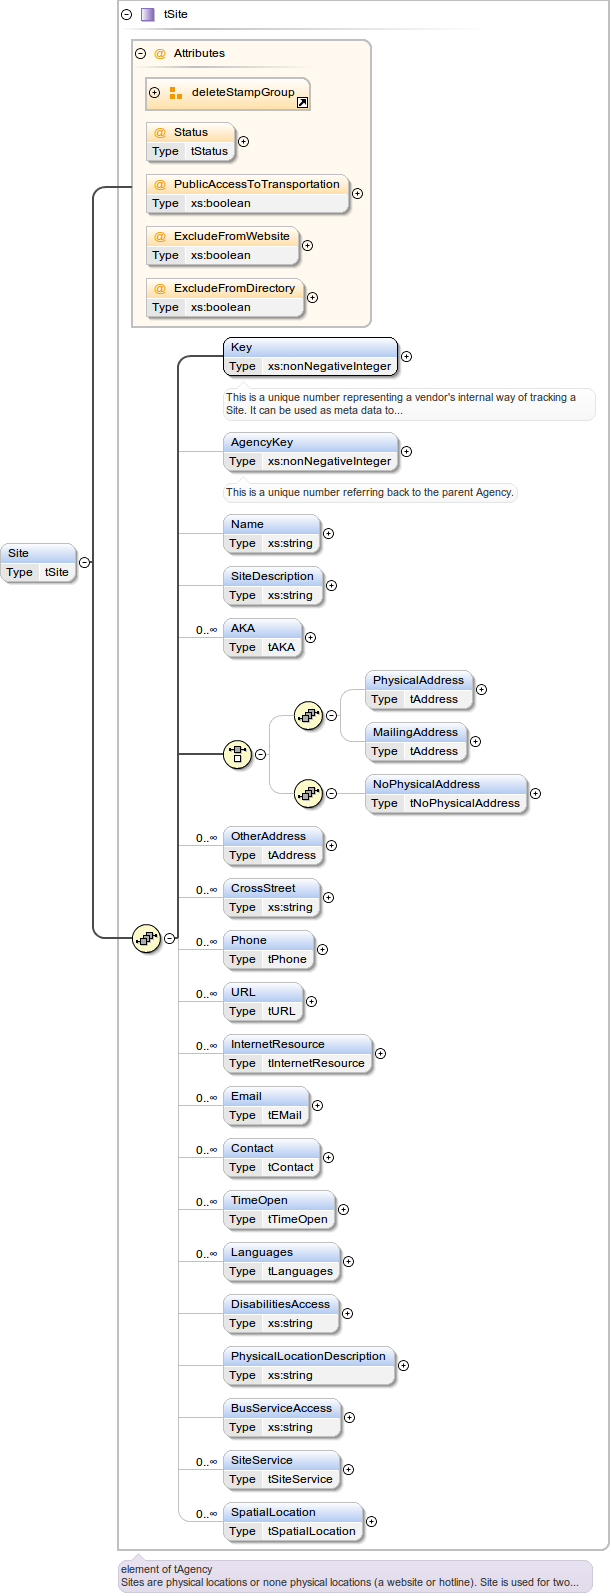 tSite
Attributes
deleteStampGroup
Status
Type tStatus
PublicAccessToTransportation
Type xs:boolean
ExcludeFromWebsite
Type xs:boolean
ExcludeFromDirectory
Type xs:boolean
Site
Type tSite
Key
Type xs:nonNegativeInteger
This is a unique number representing a vendor's internal way of tracking a
Site. It can be used as meta data to...
AgencyKey
Type xs:nonNegativeInteger
This is a unique number referring back to the parent Agency.
Name
Type xs:string
SiteDescription
Type xs:string
0..∞ AKA
Type tAKA
PhysicalAddress
Type tAddress
MailingAddress
Type tAddress
NoPhysicalAddress
Type tNoPhysicalAddress
0..∞ OtherAddress
Type tAddress
0..∞ CrossStreet
Type xs:string
0..∞ Phone
Type tPhone
0..∞ URL
Type tURL
0..∞ InternetResource
Type tInternetResource
0..∞ Email
Type tEMail
0..∞ Contact
Type tContact
0..∞ TimeOpen
Type tTimeOpen
0..∞ Languages
Type tLanguages
DisabilitiesAccess
Type xs:string
PhysicalLocationDescription
Type xs:string
BusServiceAccess
Type xs:string
0..∞ SiteService
Type tSiteService
0..∞ SpatialLocation
Type tSpatialLocation
element of tAgency
Sites are physical locations or none physical locations (a website or hotline). Site is used for two...